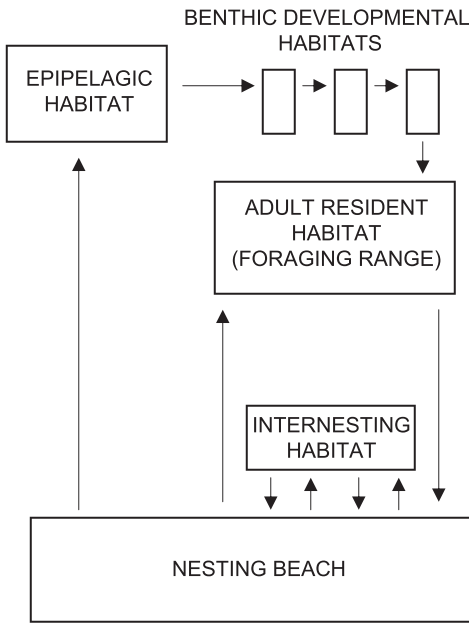 BENTHIC DEVELOPMENTAL
HABITATS
EPIPELAGIC
HABITAT
ADULT RESIDENT
HABITAT
(FORAGING RANGE)
INTERNESTING
HABITAT
NESTING BEACH